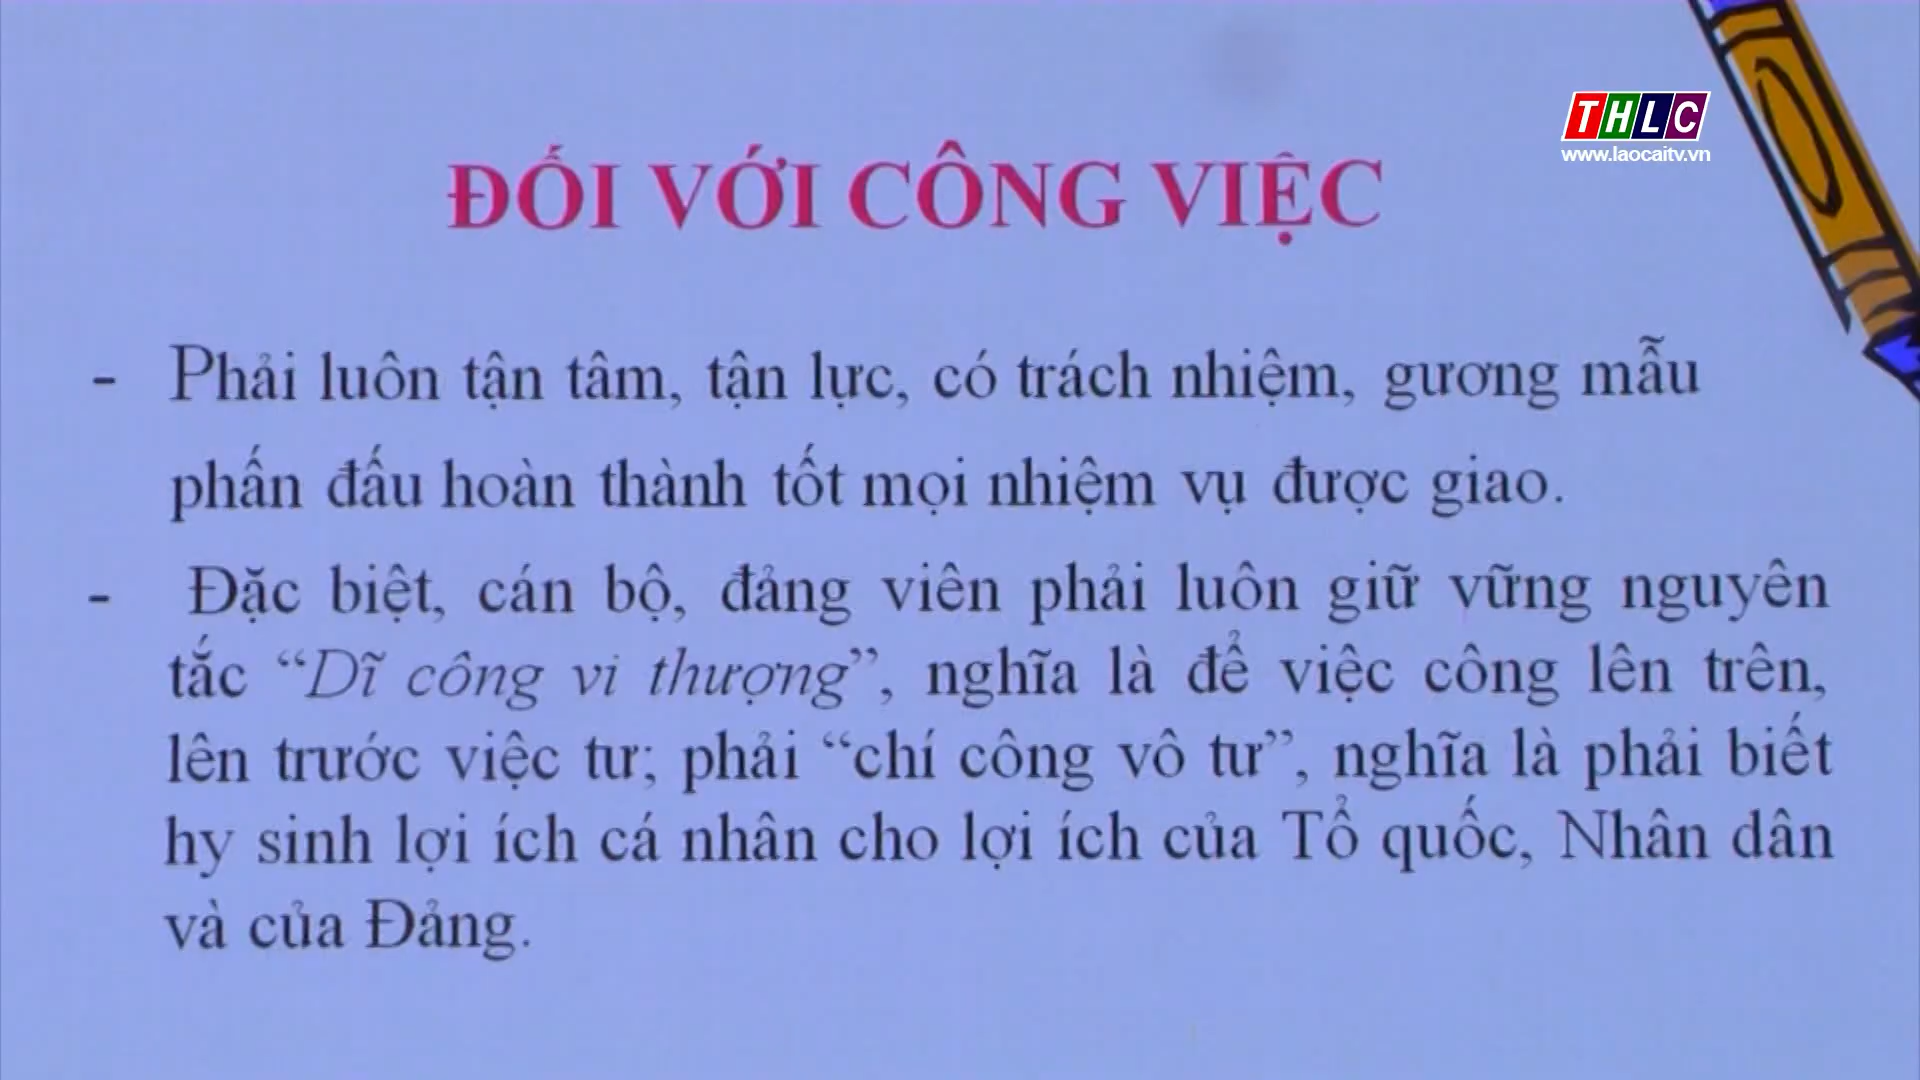 THLC
www.laocaitv.vn
ĐỐI VỚI CÔNG VIỆC
- Phải luôn tận tâm, tận lực, có trách nhiệm, gương mẫu
phấn đấu hoàn thành tốt mọi nhiệm vụ được giao.
- Đặc biệt, cán bộ, đảng viên phải luôn giữ vững nguyên
tắc “Dĩ công vi thượng”, nghĩa là để việc công lên trên,
lên trước việc tư; phải “chí công vô tư”, nghĩa là phải biết
hy sinh lợi ích cá nhân cho lợi ích của Tổ quốc, Nhân dân
và của Đảng.